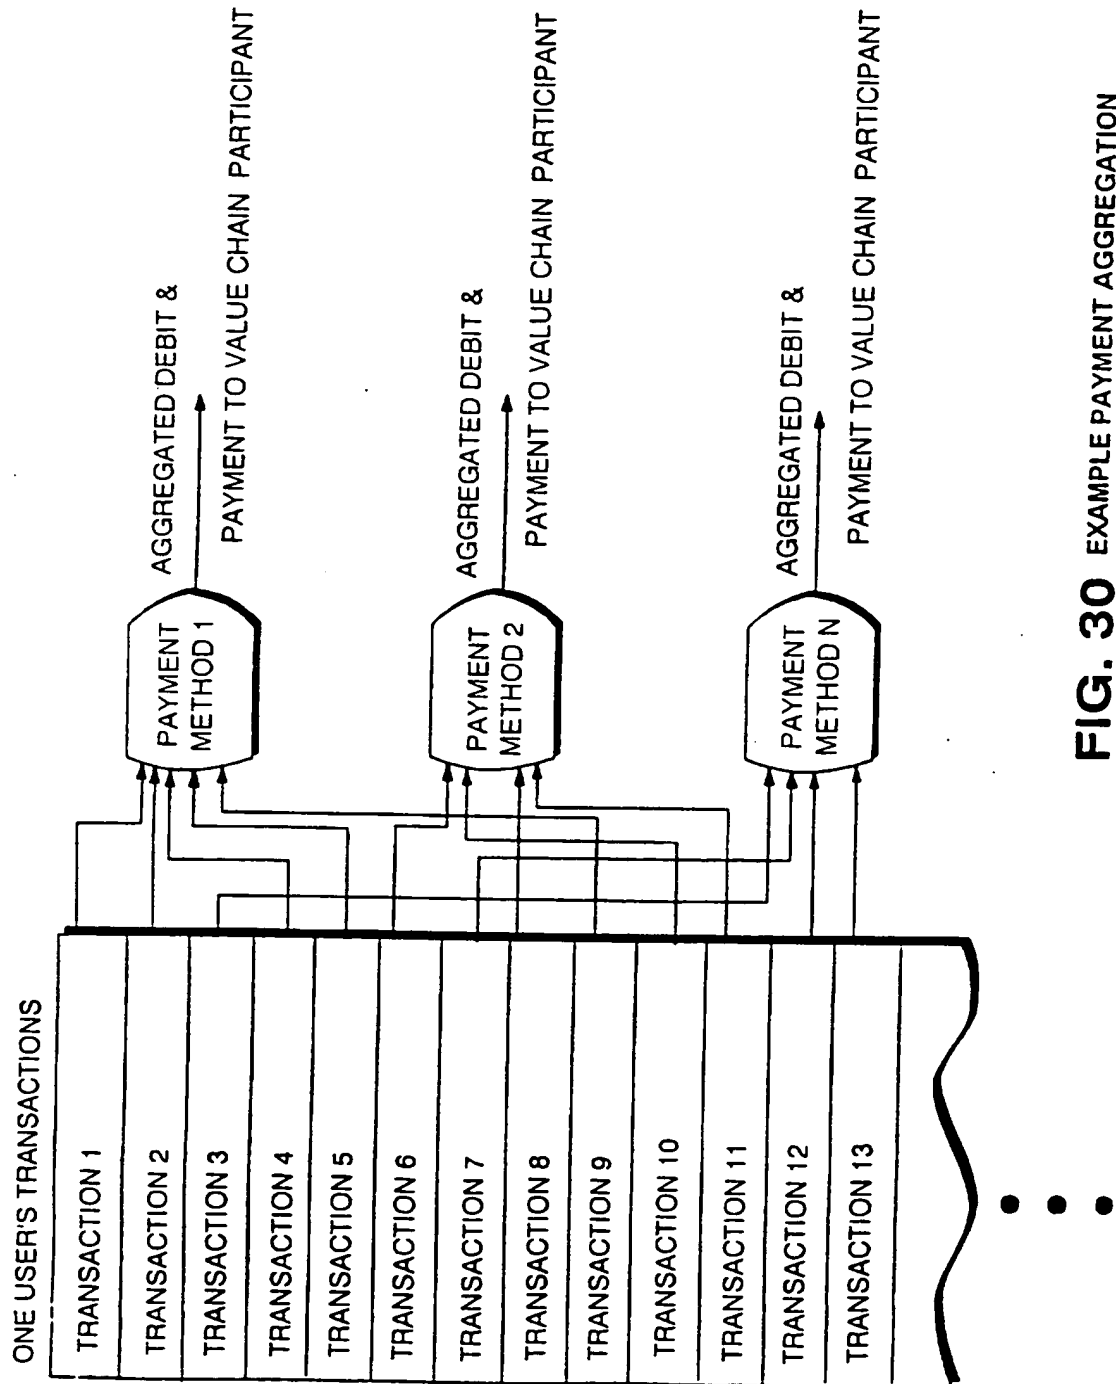 ONE USER'S TRANSACTIONS
TRANSACTION 1
TRANSACTION 2
TRANSACTION 3
TRANSACTION 4
TRANSACTION 5
TRANSACTION 6
TRANSACTION 7
TRANSACTION 8
TRANSACTION 9
TRANSACTION 10
TRANSACTION 11
TRANSACTION 12
TRANSACTION 13
PAYMENT
METHOD 1
AGGREGATED DEBIT &
PAYMENT TO VALUE CHAIN PARTICIPANT
PAYMENT
METHOD 2
AGGREGATED DEBIT &
PAYMENT TO VALUE CHAIN PARTICIPANT
PAYMENT
METHOD N
AGGREGATED DEBIT &
PAYMENT TO VALUE CHAIN PARTICIPANT
FIG. 30 EXAMPLE PAYMENT AGGREGATION